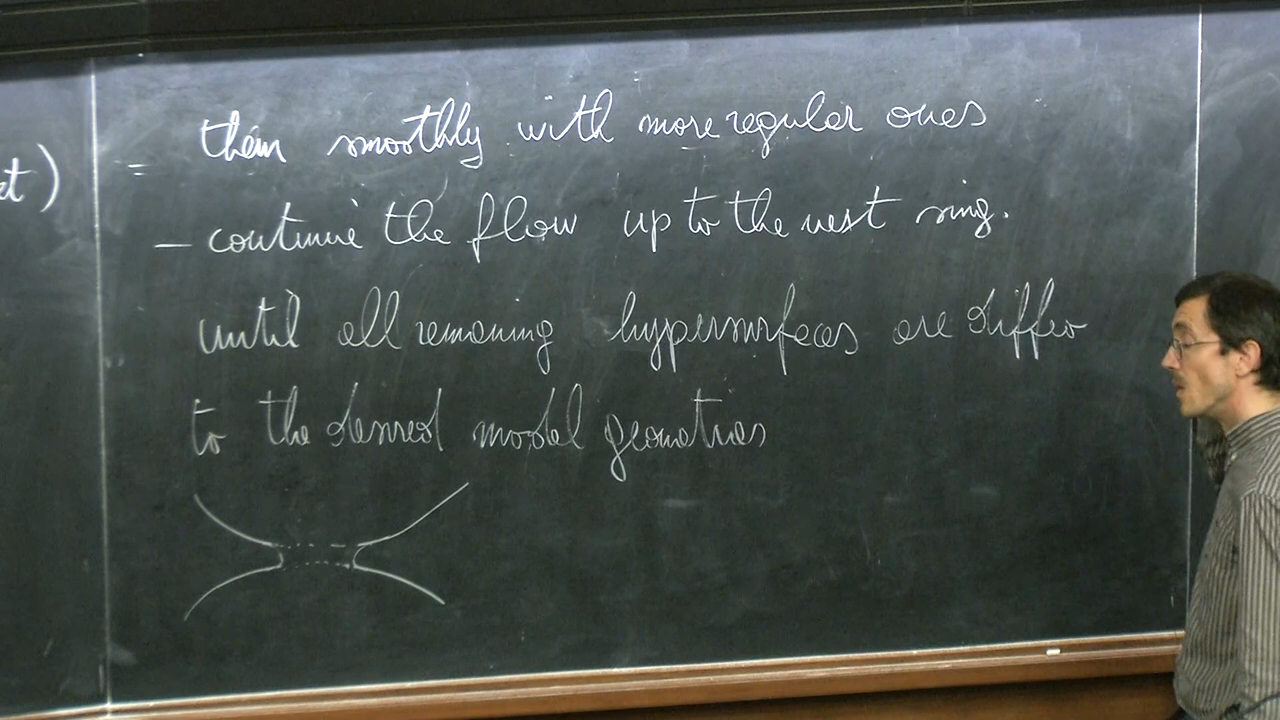 et)
them smoothly with more regular ones
– continue the flow up to the next sing.
until all remaining hypersurfaces are diffeo
to the desired model geometries